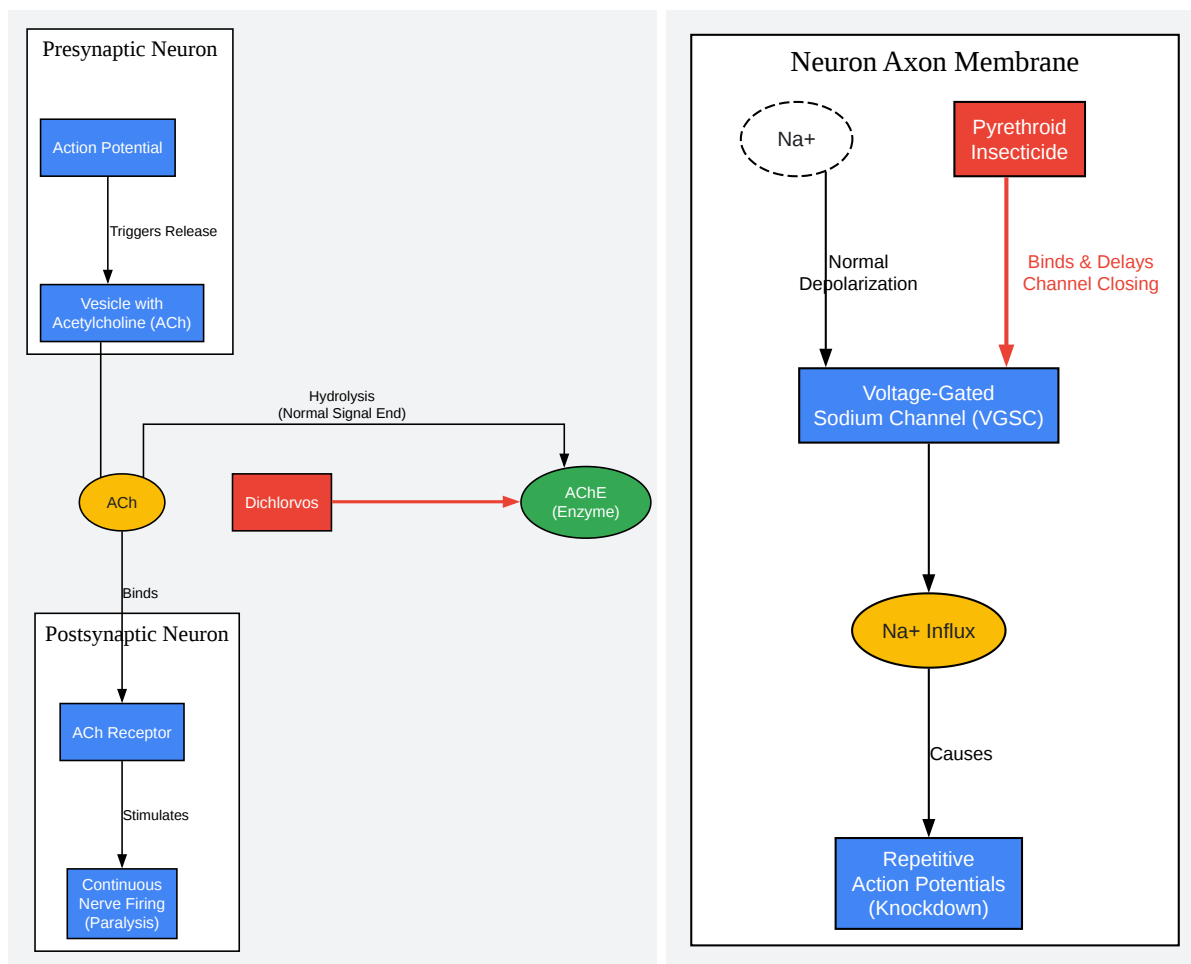 Presynaptic Neuron
Action Potential
Triggers Release
Vesicle with
Acetylcholine (ACh)
Hydrolysis
(Normal Signal End)
ACh
Dichlorvos
AChE
(Enzyme)
Binds
Postsynaptic Neuron
ACh Receptor
Stimulates
Continuous
Nerve Firing
(Paralysis)
Neuron Axon Membrane
Na+
Pyrethroid
Insecticide
Normal
Depolarization
Binds & Delays
Channel Closing
Voltage-Gated
Sodium Channel (VGSC)
Na+ Influx
Causes
Repetitive
Action Potentials
(Knockdown)